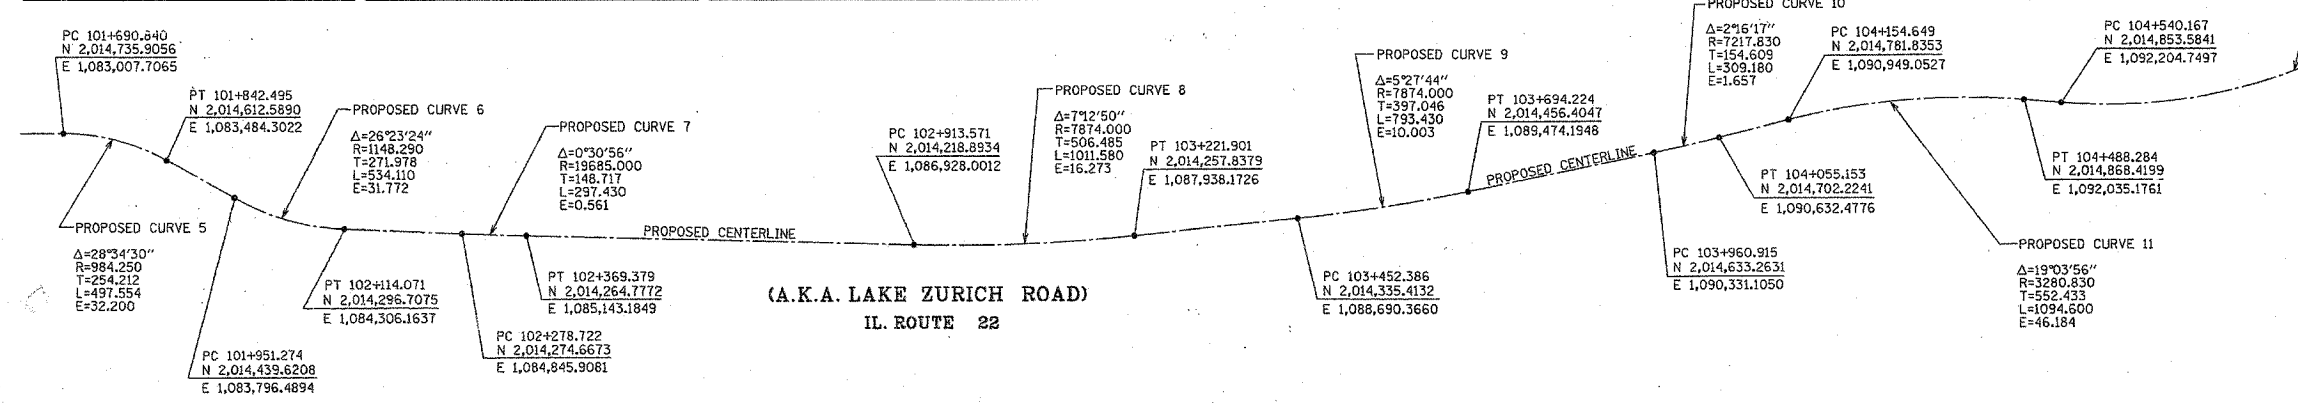 PC 101+690.840
N 2,014,735.9056
E 1,083,007.7065
PT 101+842.495
N 2,014,612.5890
E 1,083,484.3022
PROPOSED CURVE 5
Δ=28°34'30"
R=984.250
T=254.212
L=497.554
E=32.200
PC 101+951.274
N 2,014,439.6208
E 1,083,796.4894
PROPOSED CURVE 6
Δ=26°23'24"
R=1148.290
T=271.978
L=534.110
E=31.772
PT 102+114.071
N 2,014,296.7075
E 1,084,306.1637
PC 102+278.722
N 2,014,274.6673
E 1,084,845.9081
PROPOSED CURVE 7
Δ=0°30'56"
R=19685.000
T=148.717
L=297.430
E=0.561
PT 102+369.379
N 2,014,264.7772
E 1,085,143.1849
PROPOSED CENTERLINE
(A.K.A. LAKE ZURICH ROAD)
IL. ROUTE 22
PC 102+913.571
N 2,014,218.8934
E 1,086,928.0012
PROPOSED CURVE 8
Δ=7°12'50"
R=7874.000
T=506.485
L=1011.580
E=16.273
PT 103+221.901
N 2,014,257.8379
E 1,087,938.1726
PC 103+452.386
N 2,014,335.4132
E 1,088,690.3660
PROPOSED CURVE 9
Δ=5°27'44"
R=7874.000
T=397.046
L=793.430
E=10.003
PT 103+694.224
N 2,014,456.4047
E 1,089,474.1948
PROPOSED CENTERLINE
PC 103+960.915
N 2,014,633.2631
E 1,090,331.1050
PROPOSED CURVE 10
Δ=2°16'17"
R=7217.830
T=154.609
L=309.180
E=1.657
PT 104+055.153
N 2,014,702.2241
E 1,090,632.4776
PC 104+154.649
N 2,014,781.8353
E 1,090,949.0527
PROPOSED CURVE 11
Δ=19°03'56"
R=3280.830
T=552.433
L=1094.600
E=46.184
PT 104+488.284
N 2,014,868.4199
E 1,092,035.1761
PC 104+540.167
N 2,014,853.5841
E 1,092,204.7497